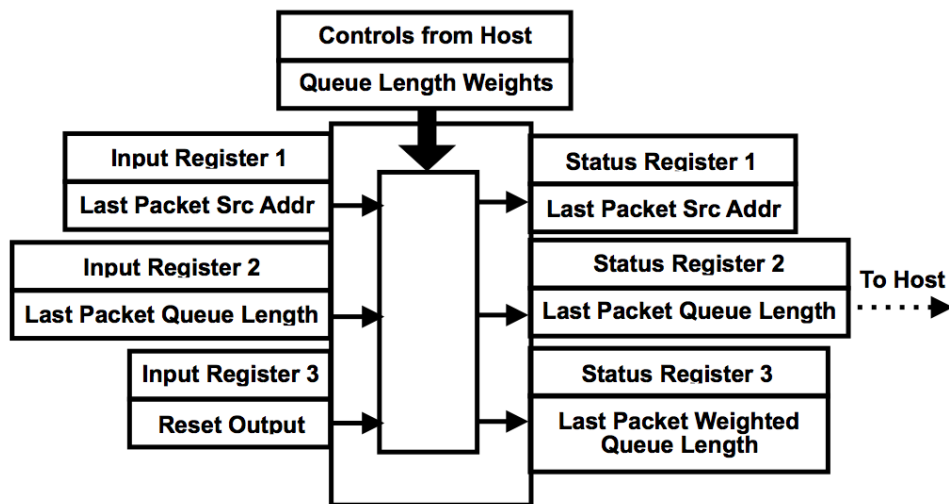 Controls from Host
Queue Length Weights
Input Register 1
Last Packet Src Addr
Input Register 2
Last Packet Queue Length
Input Register 3
Reset Output
Status Register 1
Last Packet Src Addr
Status Register 2
Last Packet Queue Length
To Host
Status Register 3
Last Packet Weighted
Queue Length